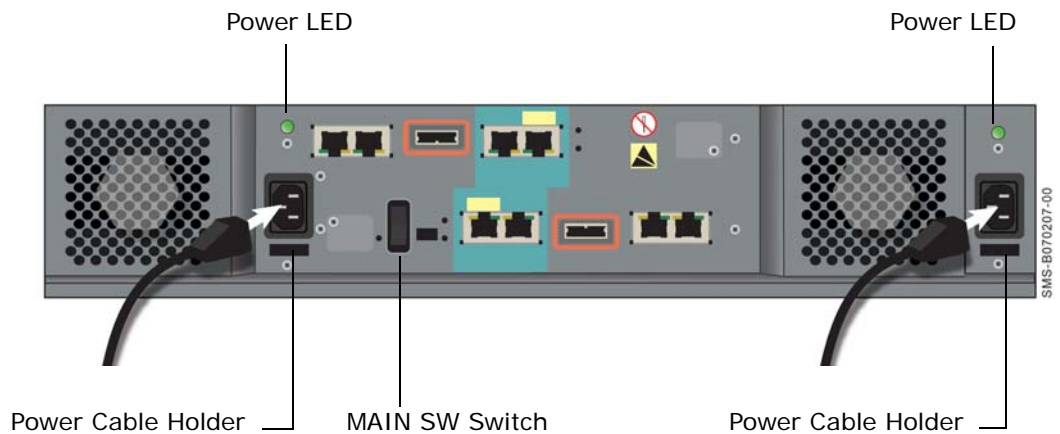 Power LED
Power LED
SMS-B070207-00
Power Cable Holder
MAIN SW Switch
Power Cable Holder